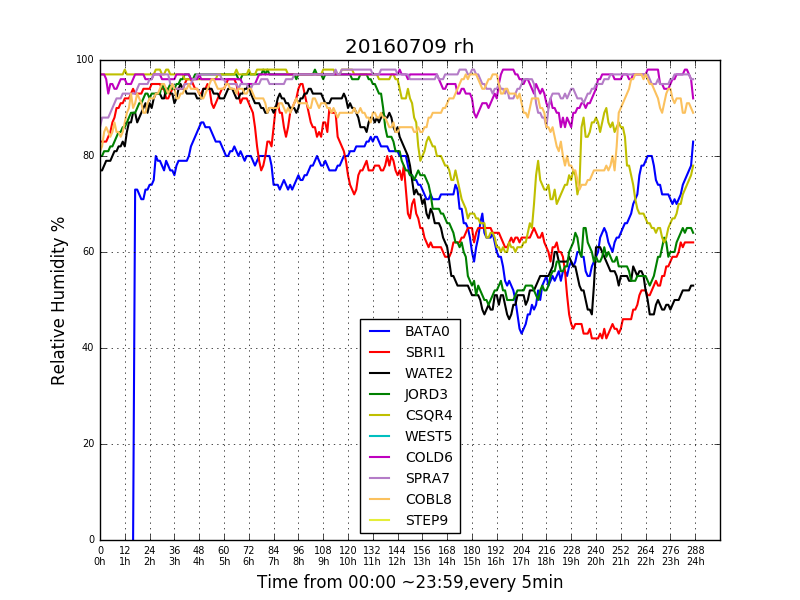 20160709 rh
100
80
60
40
20
0
Relative Humidity %
BATA0
SBRI1
WATE2
JORD3
CSQR4
WEST5
COLD6
SPRA7
COBL8
STEP9
0 12 24 36 48 60 72 84 96 108 120 132 144 156 168 180 192 204 216 228 240 252 264 276 288
0h 1h 2h 3h 4h 5h 6h 7h 8h 9h 10h 11h 12h 13h 14h 15h 16h 17h 18h 19h 20h 21h 22h 23h 24h
Time from 00:00 ~23:59,every 5min